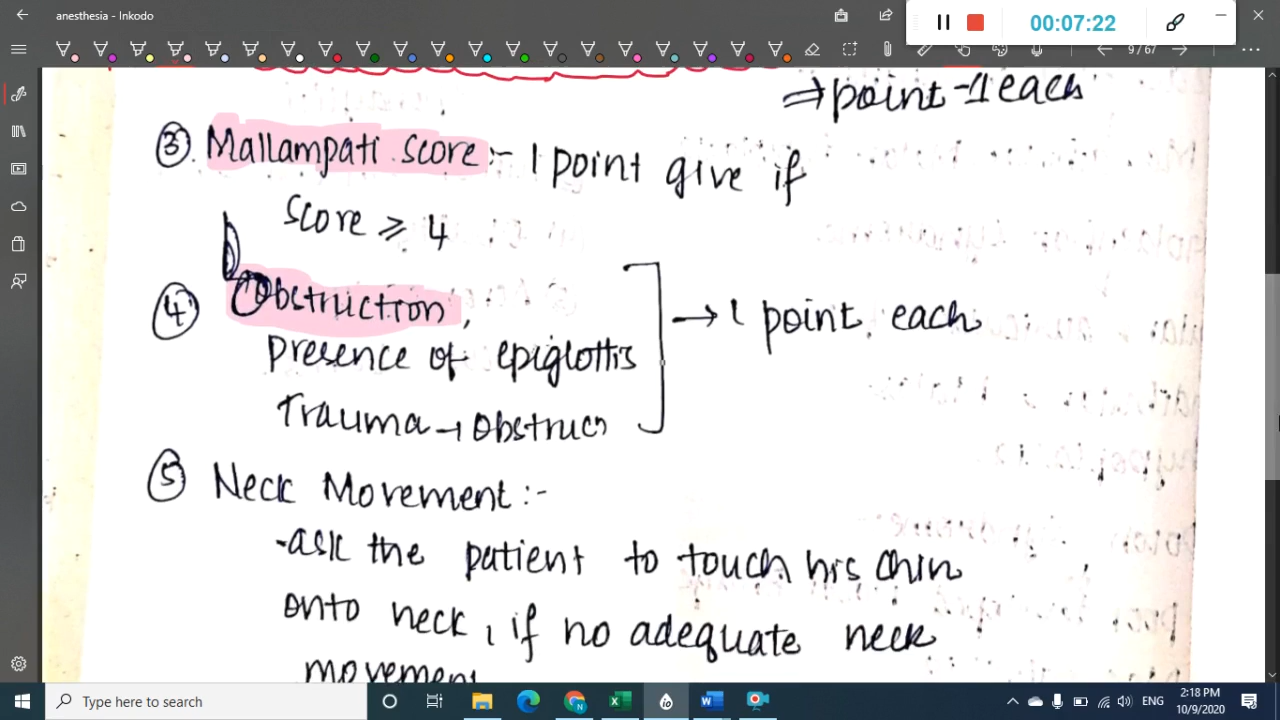 anesthesia - Inkodo
00:07:22
9 / 67
⇒ point - 1 each
③. Mallampati score :- 1 point give if
score ≥ 4
④ Obstruction,
presence of epiglottis
→ 1 point each
Trauma → Obstruc
⑤ Neck Movement :-
-ask the patient to touch his chin
onto neck, if no adequate neck
movement
Type here to search
ENG
2:18 PM
10/9/2020